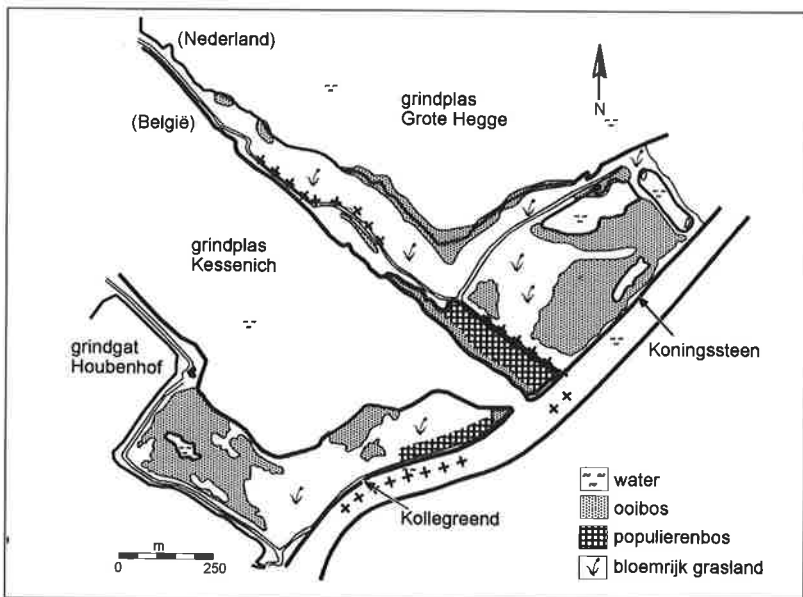 (Nederland)
(België)
grindplas
Grote Hegge
N
grindplas
Kessenich
grindgat
Houbenhof
Koningssteen
Kollegreend
m
0 250
water
ooibos
populierenbos
bloemrijk grasland